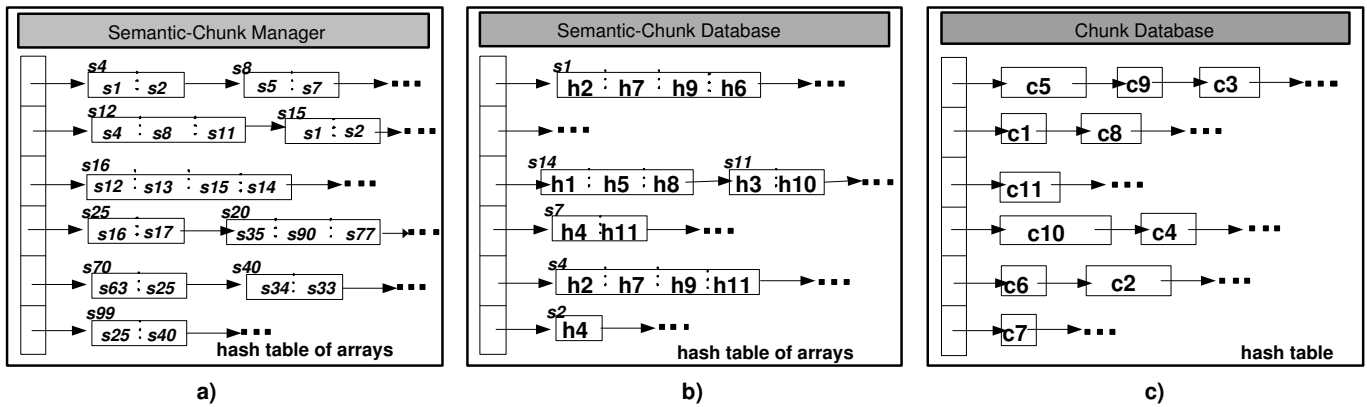 Semantic-Chunk Manager
s4 s8
s1 s2 s5 s7
s12 s15
s4 s8 s11 s1 s2
s16
s12 s13 s15 s14
s25 s20
s16 s17 s35 s90 s77
s70 s40
s63 s25 s34 s33
s99
s25 s40
hash table of arrays
a)
Semantic-Chunk Database
s1
h2 h7 h9 h6
s14 s11
h1 h5 h8 h3 h10
s7
h4 h11
s4
h2 h7 h9 h11
s2
h4
hash table of arrays
b)
Chunk Database
c5 c9 c3
c1 c8
c11
c10 c4
c6 c2
c7
hash table
c)